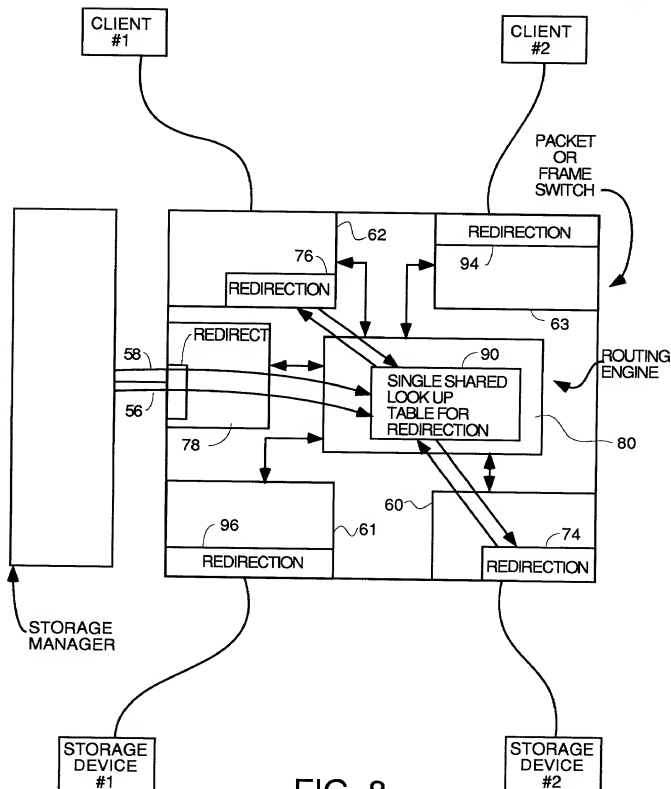 CLIENT
#1
CLIENT
#2
PACKET
OR
FRAME
SWITCH
62
REDIRECTION
76
REDIRECTION
94
63
REDIRECT
58
56
78
90
SINGLE SHARED
LOOK UP
TABLE FOR
REDIRECTION
ROUTING
ENGINE
80
60
96
61
74
REDIRECTION
REDIRECTION
STORAGE
MANAGER
STORAGE
DEVICE
#1
STORAGE
DEVICE
#2
FIG. 8